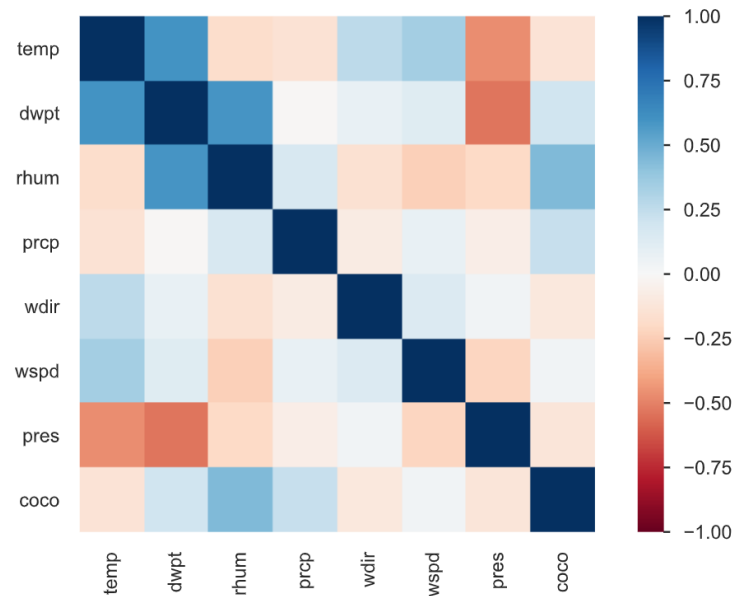 temp
dwpt
rhum
prcp
wdir
wspd
pres
coco
temp
dwpt
rhum
prcp
wdir
wspd
pres
coco
1.00
0.75
0.50
0.25
0.00
−0.25
−0.50
−0.75
−1.00